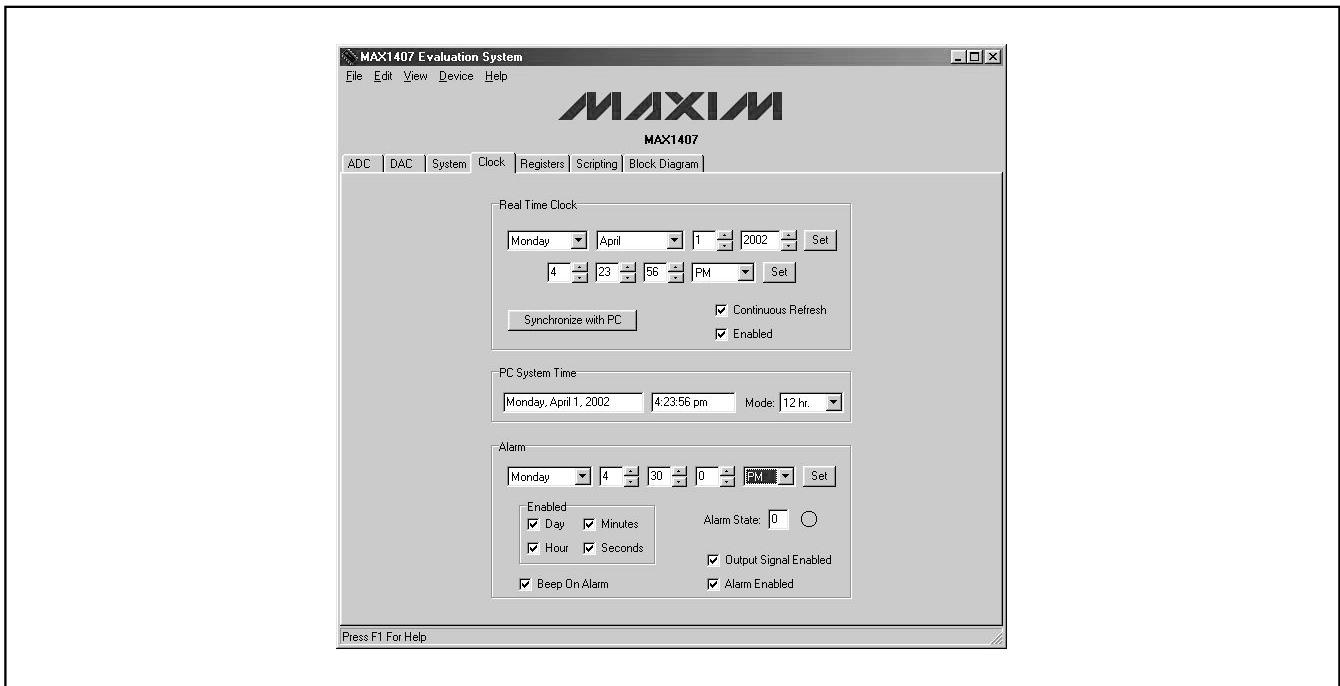 MAX1407 Evaluation System
File Edit View Device Help
MAXIM
MAX1407
ADC DAC System Clock Registers Scripting Block Diagram
Real Time Clock
Monday April 1 2002 Set
4 23 56 PM Set
Synchronize with PC
Continuous Refresh
Enabled
PC System Time
Monday, April 1, 2002 4:23:56 pm Mode: 12 hr.
Alarm
Monday 4 30 0 PM Set
Enabled
Day Minutes
Alarm State: 0
Hour Seconds
Output Signal Enabled
Beep On Alarm Alarm Enabled
Press F1 For Help